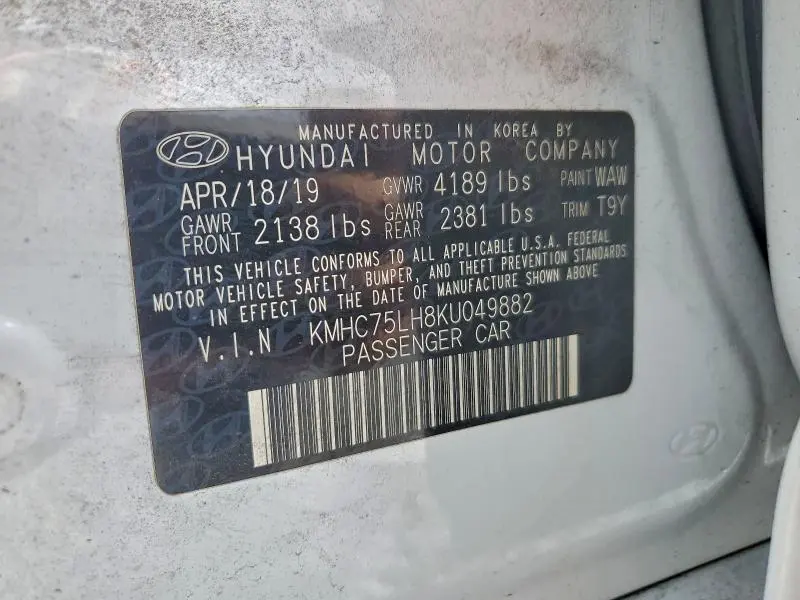 MANUFACTURED IN KOREA BY
HYUNDAI MOTOR COMPANY
APR/18/19 GVWR 4189 lbs PAINT WAW
GAWR FRONT 2138 lbs GAWR REAR 2381 lbs TRIM T9Y
THIS VEHICLE CONFORMS TO ALL APPLICABLE U.S.A. FEDERAL
MOTOR VEHICLE SAFETY, BUMPER, AND THEFT PREVENTION STANDARDS
IN EFFECT ON THE DATE OF MANUFACTURE SHOWN ABOVE
V.I.N KMHC75LH8KU049882
PASSENGER CAR